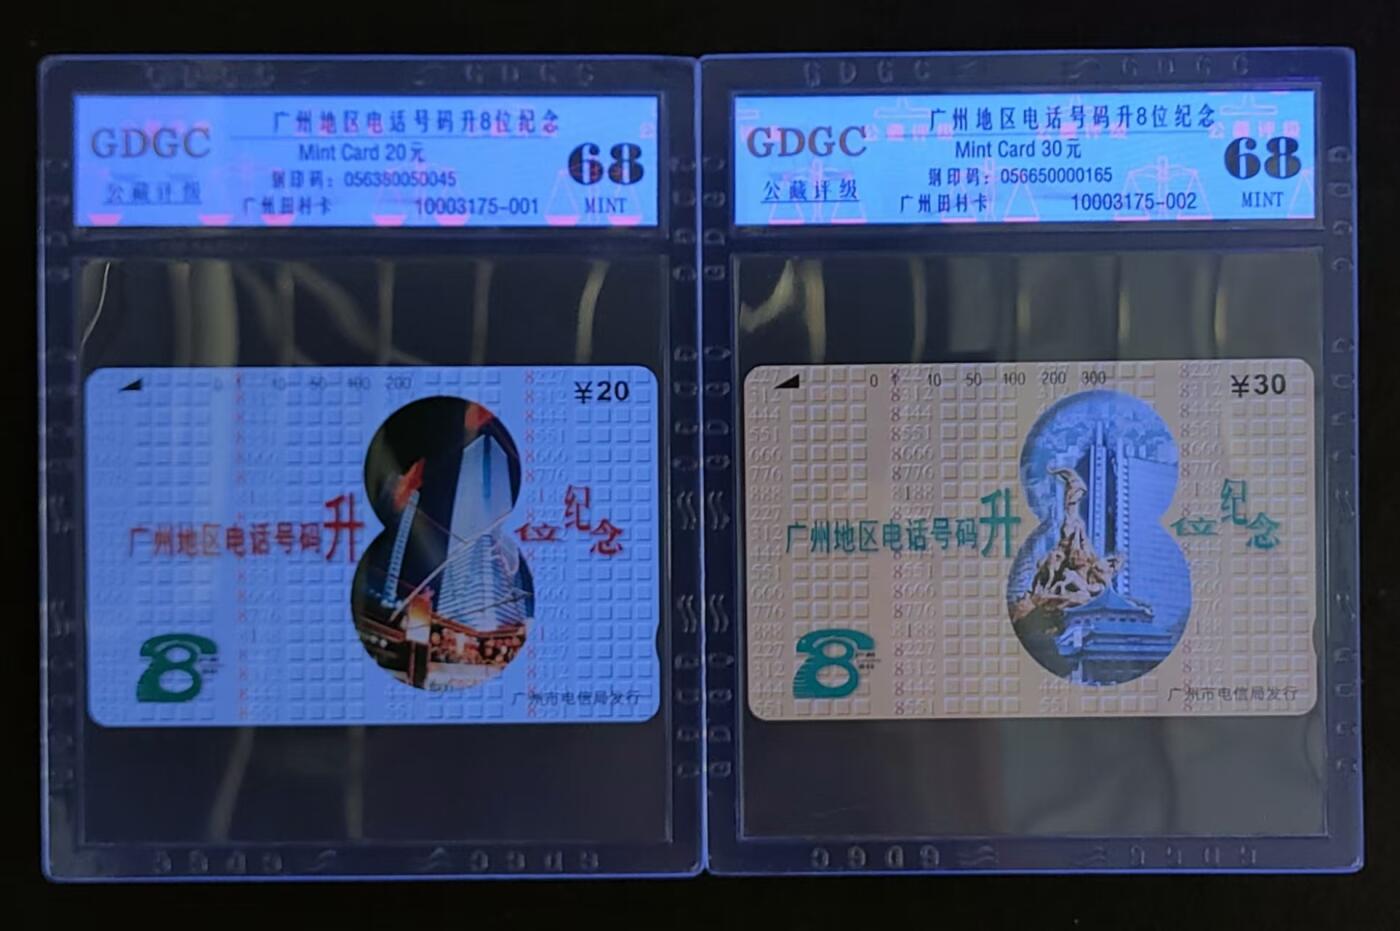 GDGC
公藏评级
广州地区电话号码升8位纪念
Mint Card 20元
钢印码：056380050045
广州田村卡 10003175-001
68
MINT
GDGC
公藏评级
广州地区电话号码升8位纪念
Mint Card 30元
钢印码：056650000165
广州田村卡 10003175-002
68
MINT
10 50 100 200
¥20
广州地区电话号码升8位纪念
广州市电信局发行
0 10 50 100 200 300
¥30
广州地区电话号码升8位纪念
广州市电信局发行